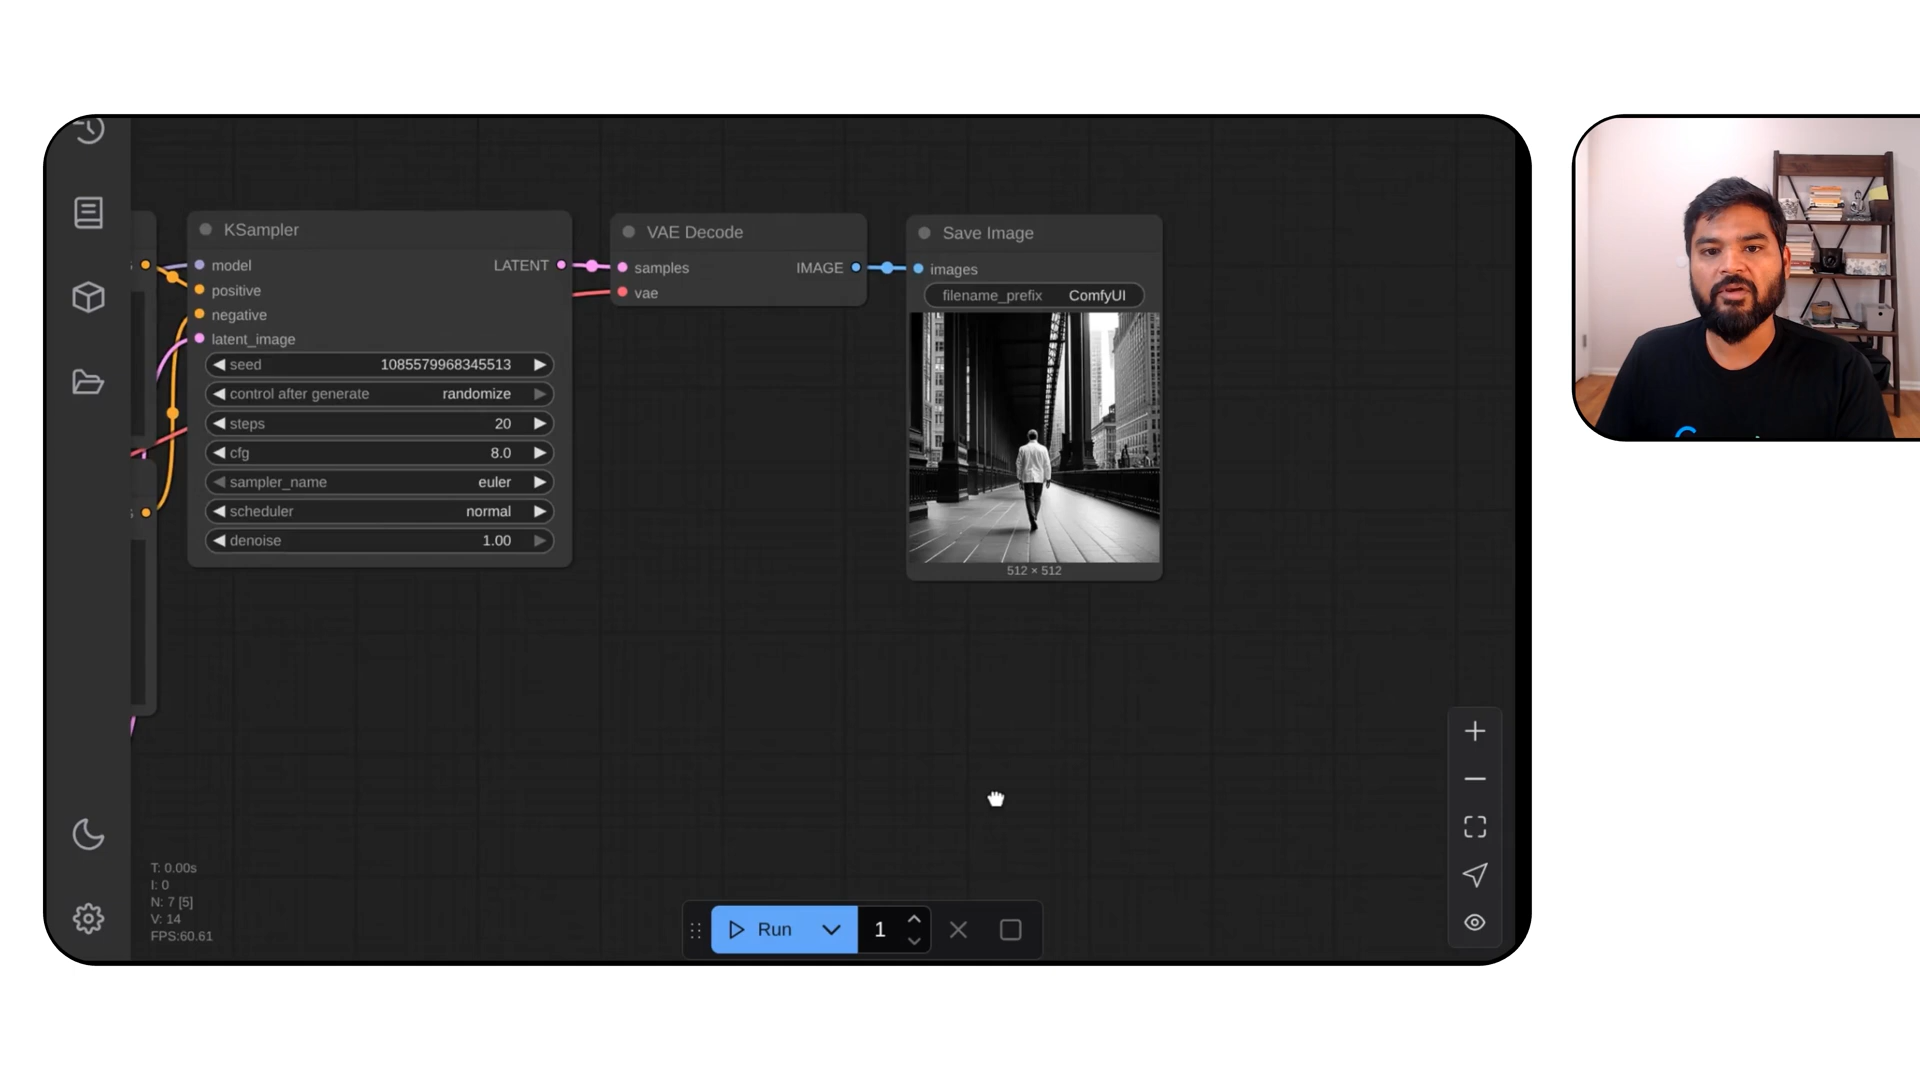 KSampler
model
LATENT
positive
negative
latent_image
seed 1085579968345513
control after generate randomize
steps 20
cfg 8.0
sampler_name euler
scheduler normal
denoise 1.00
VAE Decode
samples IMAGE
vae
Save Image
images
filename_prefix ComfyUI
512 × 512
T: 0.00s
I: 0
N: 7 [5]
V: 14
FPS:60.61
Run 1